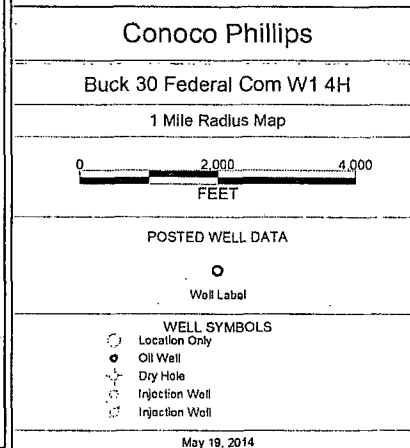 Conoco Phillips
Buck 30 Federal Com W1 4H
1 Mile Radius Map
0 2,000 4,000
FEET
POSTED WELL DATA
Well Label
WELL SYMBOLS
Location Only
Oil Well
Dry Hole
Injection Well
Injection Well
May 19, 2014